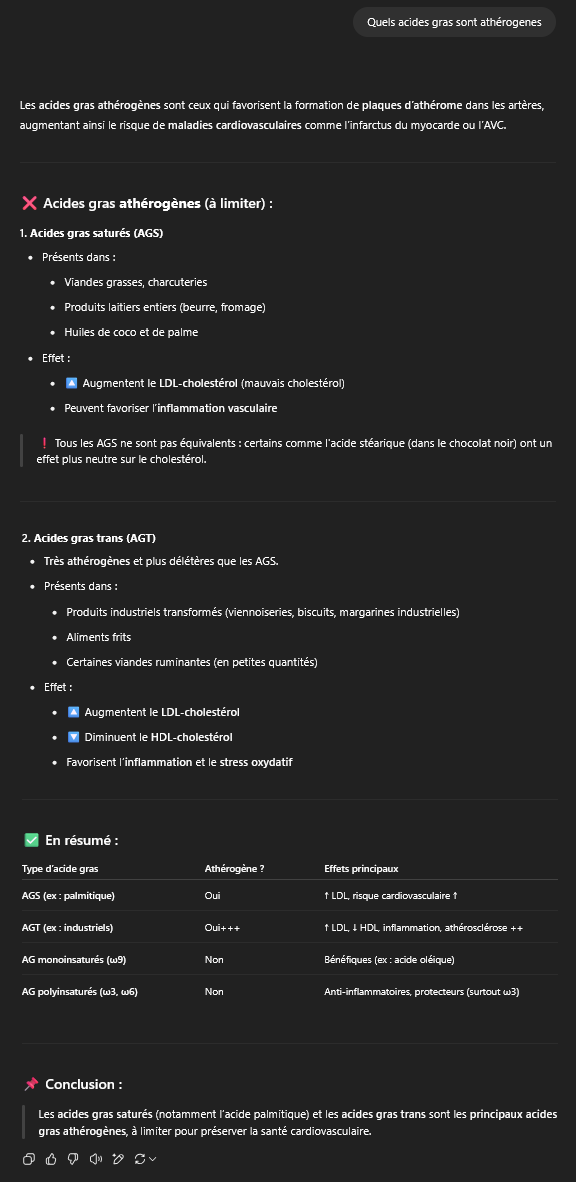 Quels acides gras sont athérogenes
Les acides gras athérogènes sont ceux qui favorisent la formation de plaques d'athérome dans les artères,
augmentant ainsi le risque de maladies cardiovasculaires comme l'infarctus du myocarde ou l'AVC.
❌ Acides gras athérogènes (à limiter) :
1. Acides gras saturés (AGS)
• Présents dans :
• Viandes grasses, charcuteries
• Produits laitiers entiers (beurre, fromage)
• Huiles de coco et de palme
• Effet :
• 🔼 Augmentent le LDL-cholestérol (mauvais cholestérol)
• Peuvent favoriser l'inflammation vasculaire
❗ Tous les AGS ne sont pas équivalents : certains comme l'acide stéarique (dans le chocolat noir) ont un
effet plus neutre sur le cholestérol.
2. Acides gras trans (AGT)
• Très athérogènes et plus délétères que les AGS.
• Présents dans :
• Produits industriels transformés (viennoiseries, biscuits, margarines industrielles)
• Aliments frits
• Certaines viandes ruminantes (en petites quantités)
• Effet :
• 🔼 Augmentent le LDL-cholestérol
• 🔽 Diminuent le HDL-cholestérol
• Favorisent l'inflammation et le stress oxydatif
✅ En résumé :
Type d'acide gras Athérogène ? Effets principaux
AGS (ex : palmitique) Oui ↑ LDL, risque cardiovasculaire ↑
AGT (ex : industriels) Oui+++ ↑ LDL, ↓ HDL, inflammation, athérosclérose ++
AG monoinsaturés (ω9) Non Bénéfiques (ex : acide oléique)
AG polyinsaturés (ω3, ω6) Non Anti-inflammatoires, protecteurs (surtout ω3)
📌 Conclusion :
Les acides gras saturés (notamment l'acide palmitique) et les acides gras trans sont les principaux acides
gras athérogènes, à limiter pour préserver la santé cardiovasculaire.